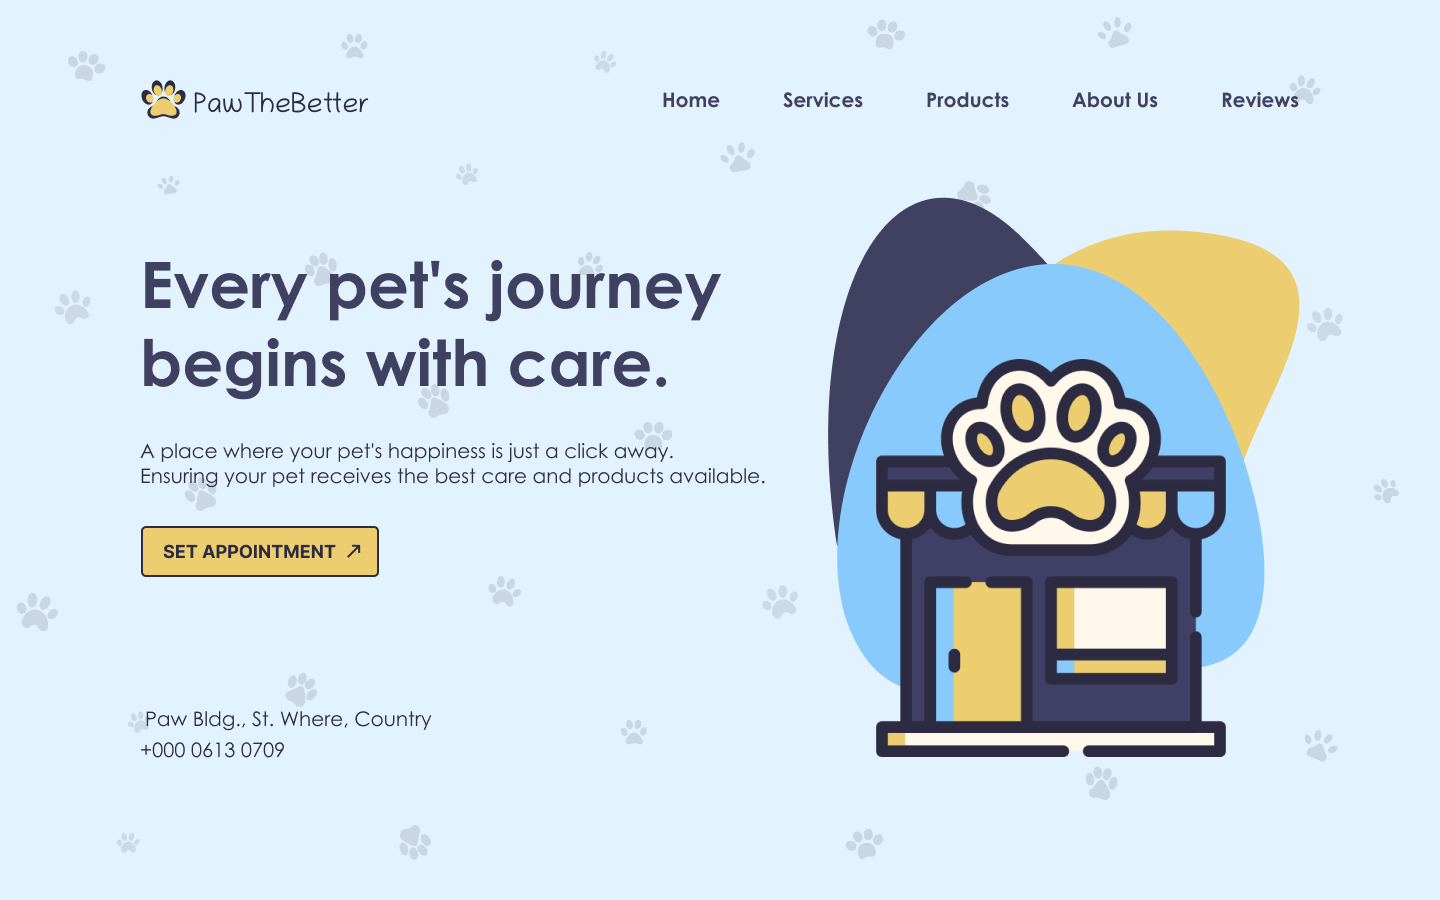 PawTheBetter
Home Services Products About Us Reviews
Every pet's journey
begins with care.
A place where your pet's happiness is just a click away.
Ensuring your pet receives the best care and products available.
SET APPOINTMENT
Paw Bldg., St. Where, Country
+000 0613 0709